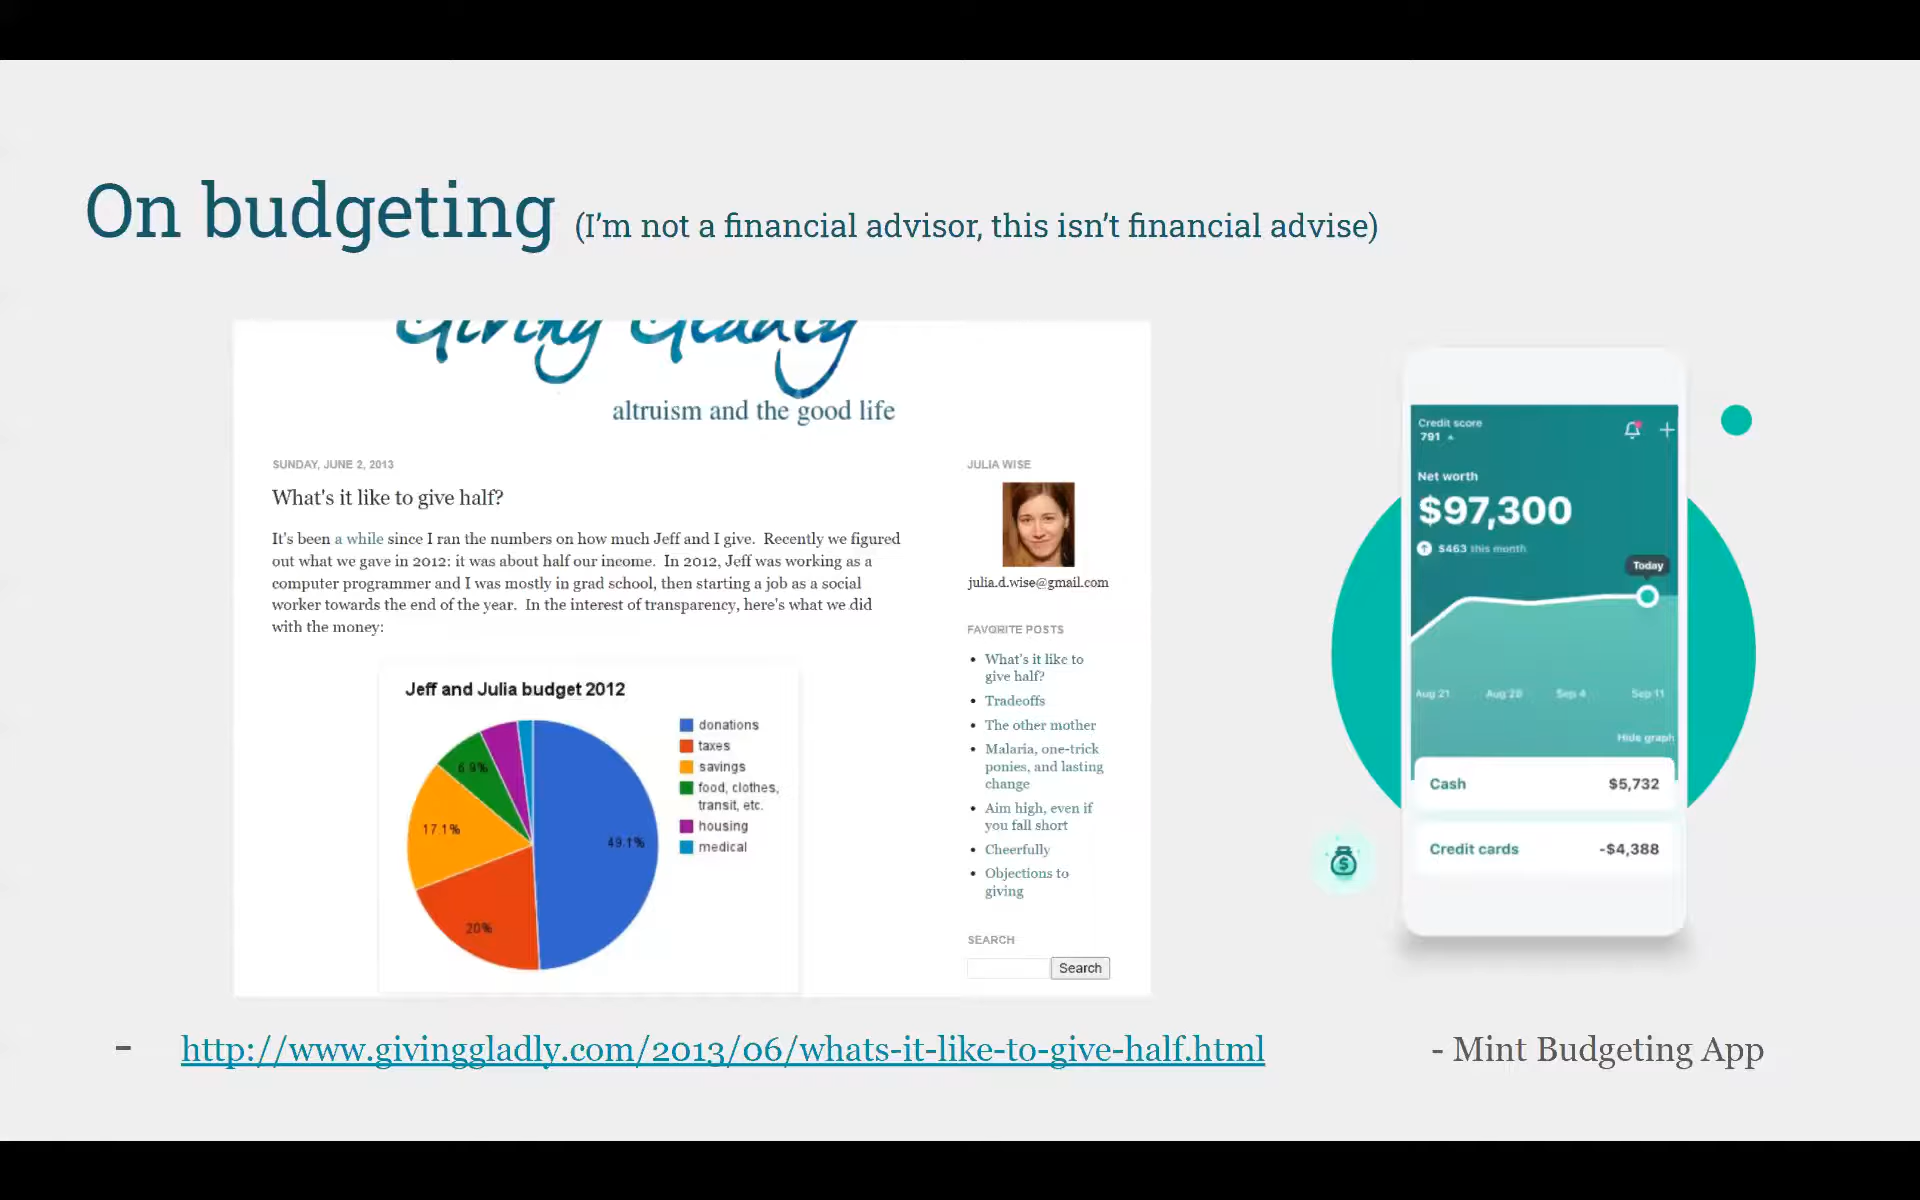 On budgeting (I'm not a financial advisor, this isn't financial advise)
Giving Gladly
altruism and the good life
SUNDAY, JUNE 2, 2013
What's it like to give half?
It's been a while since I ran the numbers on how much Jeff and I give. Recently we figured
out what we gave in 2012: it was about half our income. In 2012, Jeff was working as a
computer programmer and I was mostly in grad school, then starting a job as a social
worker towards the end of the year. In the interest of transparency, here's what we did
with the money:
Jeff and Julia budget 2012
donations
taxes
savings
food, clothes,
transit, etc.
housing
medical
6.9%
17.1%
49.1%
20%
JULIA WISE
julia.d.wise@gmail.com
FAVORITE POSTS
• What's it like to
give half?
• Tradeoffs
• The other mother
• Malaria, one-trick
ponies, and lasting
change
• Aim high, even if
you fall short
• Cheerfully
• Objections to
giving
SEARCH
Search
Credit score
791
Net worth
$97,300
$463 this month
Today
Aug 21 Aug 28 Sep 4 Sep 11
Hide graph
Cash $5,732
Credit cards -$4,388
- http://www.givinggladly.com/2013/06/whats-it-like-to-give-half.html
- Mint Budgeting App